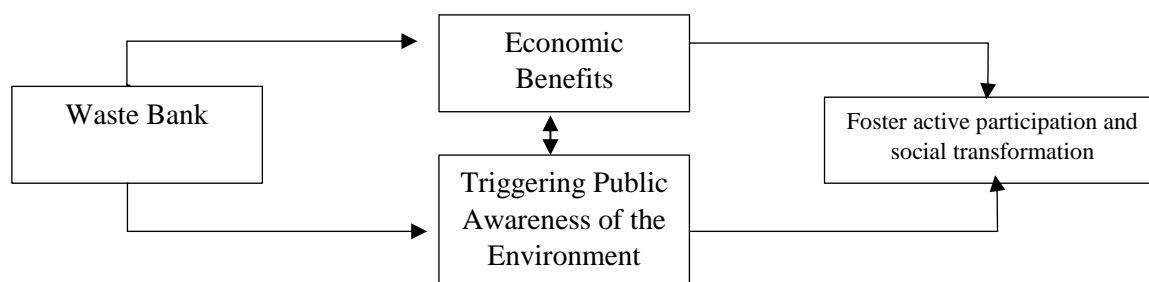 Economic
Benefits
Waste Bank
Foster active participation and
social transformation
Triggering Public
Awareness of the
Environment